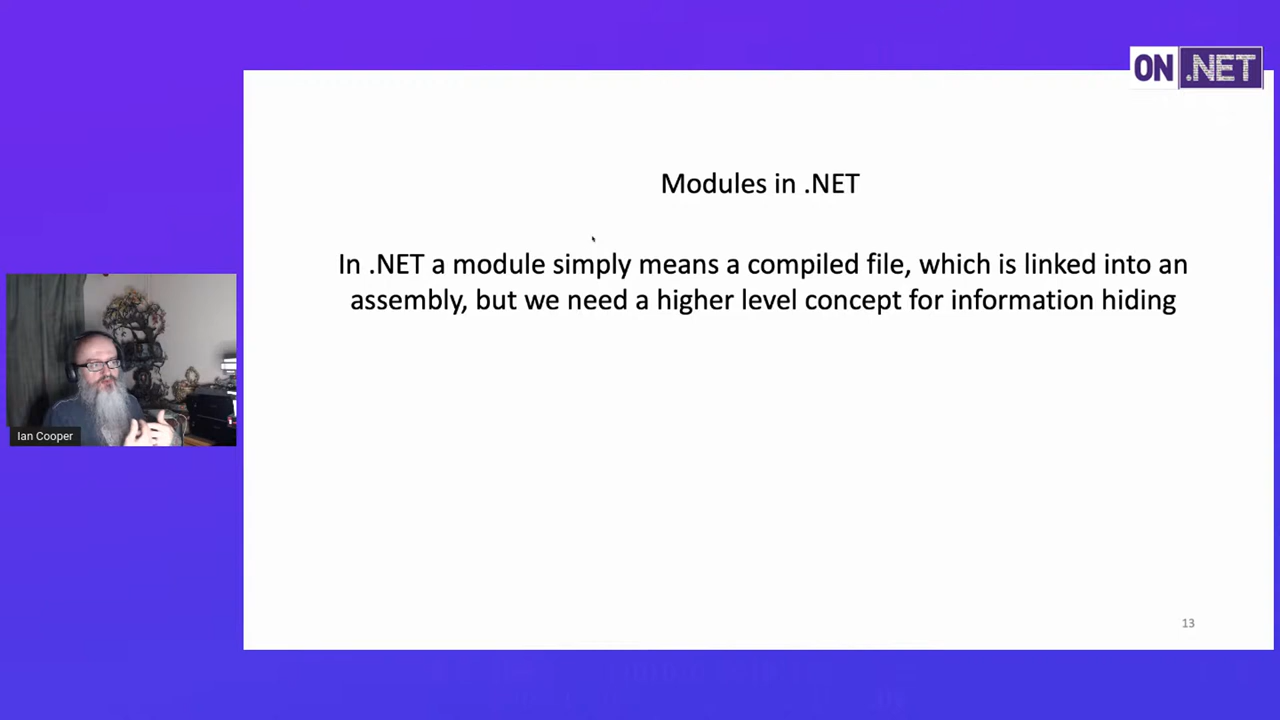 ON .NET
Modules in .NET
In .NET a module simply means a compiled file, which is linked into an
assembly, but we need a higher level concept for information hiding
Ian Cooper
13